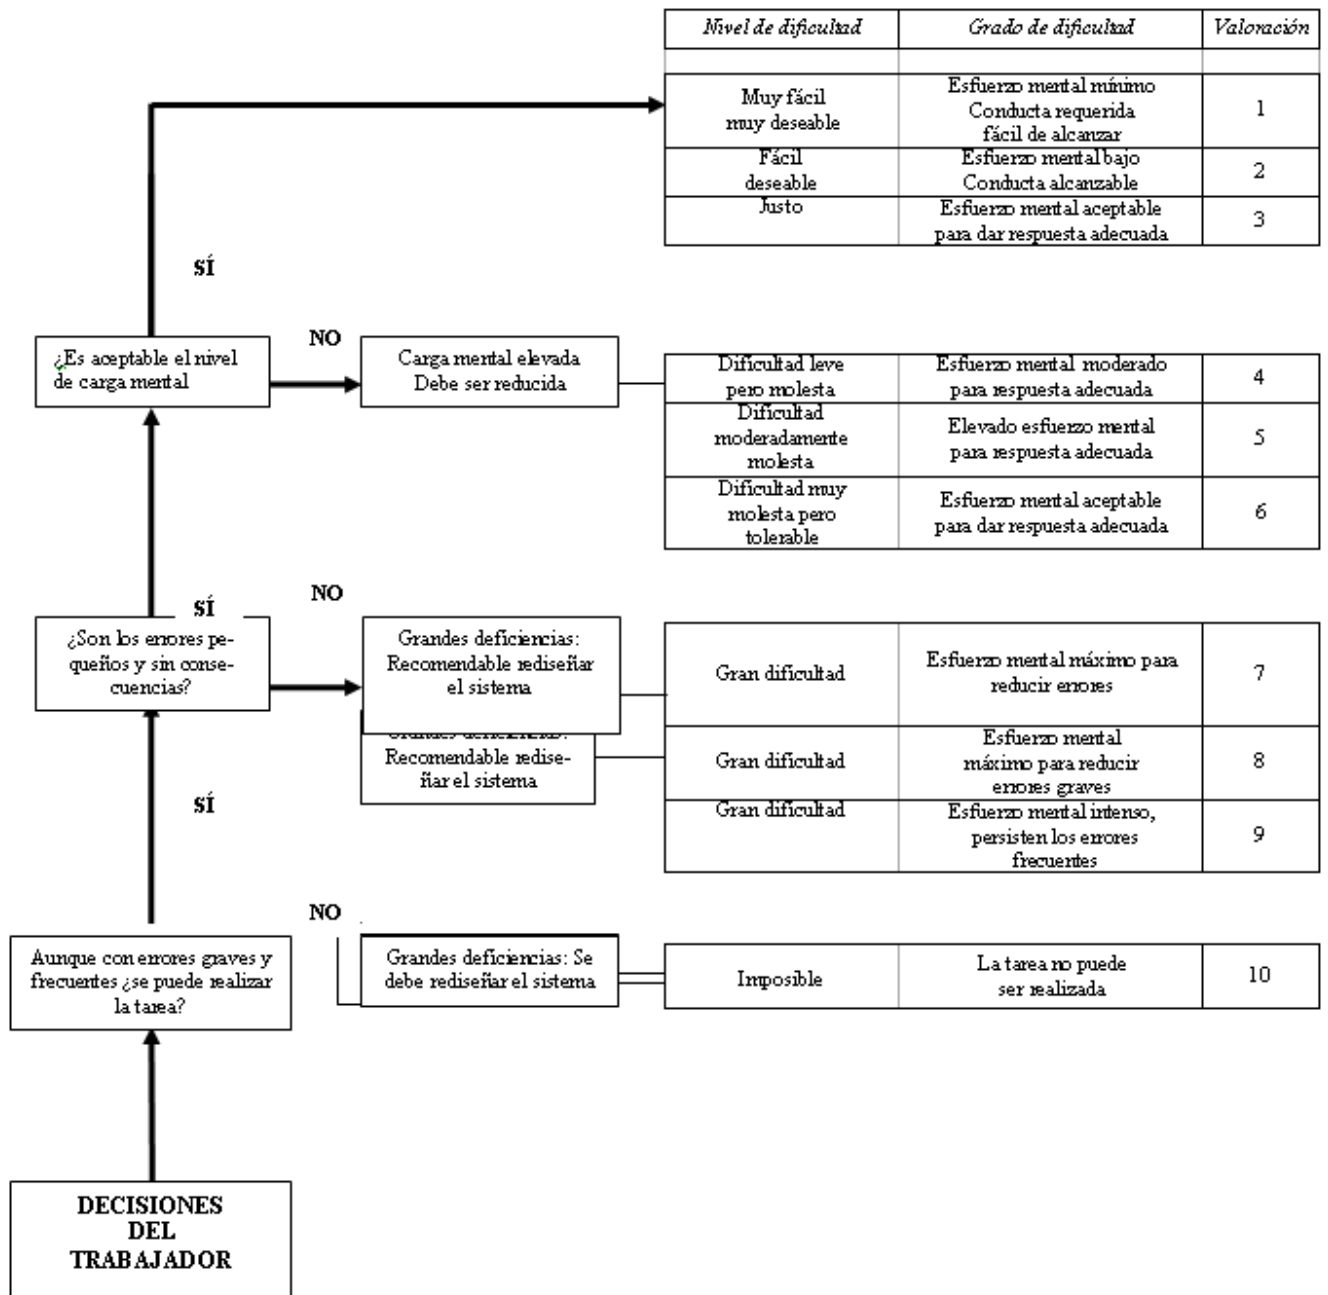 Nivel de dificultad
Grado de dificultad
Valoración
Muy fácil
muy deseable
Esfuerzo mental mínimo
Conducta requerida
fácil de alcanzar
1
Fácil
deseable
Esfuerzo mental bajo
Conducta alcanzable
2
Justo
Esfuerzo mental aceptable
para dar respuesta adecuada
3
SÍ
¿Es aceptable el nivel
de carga mental
NO
Carga mental elevada
Debe ser reducida
Dificultad leve
pero molesta
Esfuerzo mental moderado
para respuesta adecuada
4
Dificultad
moderadamente
molesta
Elevado esfuerzo mental
para respuesta adecuada
5
Dificultad muy
molesta pero
tolerable
Esfuerzo mental aceptable
para dar respuesta adecuada
6
SÍ
¿Son los errores pe-
queños y sin conse-
cuencias?
NO
Grandes deficiencias:
Recomendable rediseñar
el sistema
Grandes deficiencias:
Recomendable redise-
ñar el sistema
Gran dificultad
Esfuerzo mental máximo para
reducir errores
7
Gran dificultad
Esfuerzo mental
máximo para reducir
errores graves
8
Gran dificultad
Esfuerzo mental intenso,
persisten los errores
frecuentes
9
SÍ
Aunque con errores graves y
frecuentes ¿se puede realizar
la tarea?
NO
Grandes deficiencias: Se
debe rediseñar el sistema
Imposible
La tarea no puede
ser realizada
10
DECISIONES
DEL
TRABAJADOR